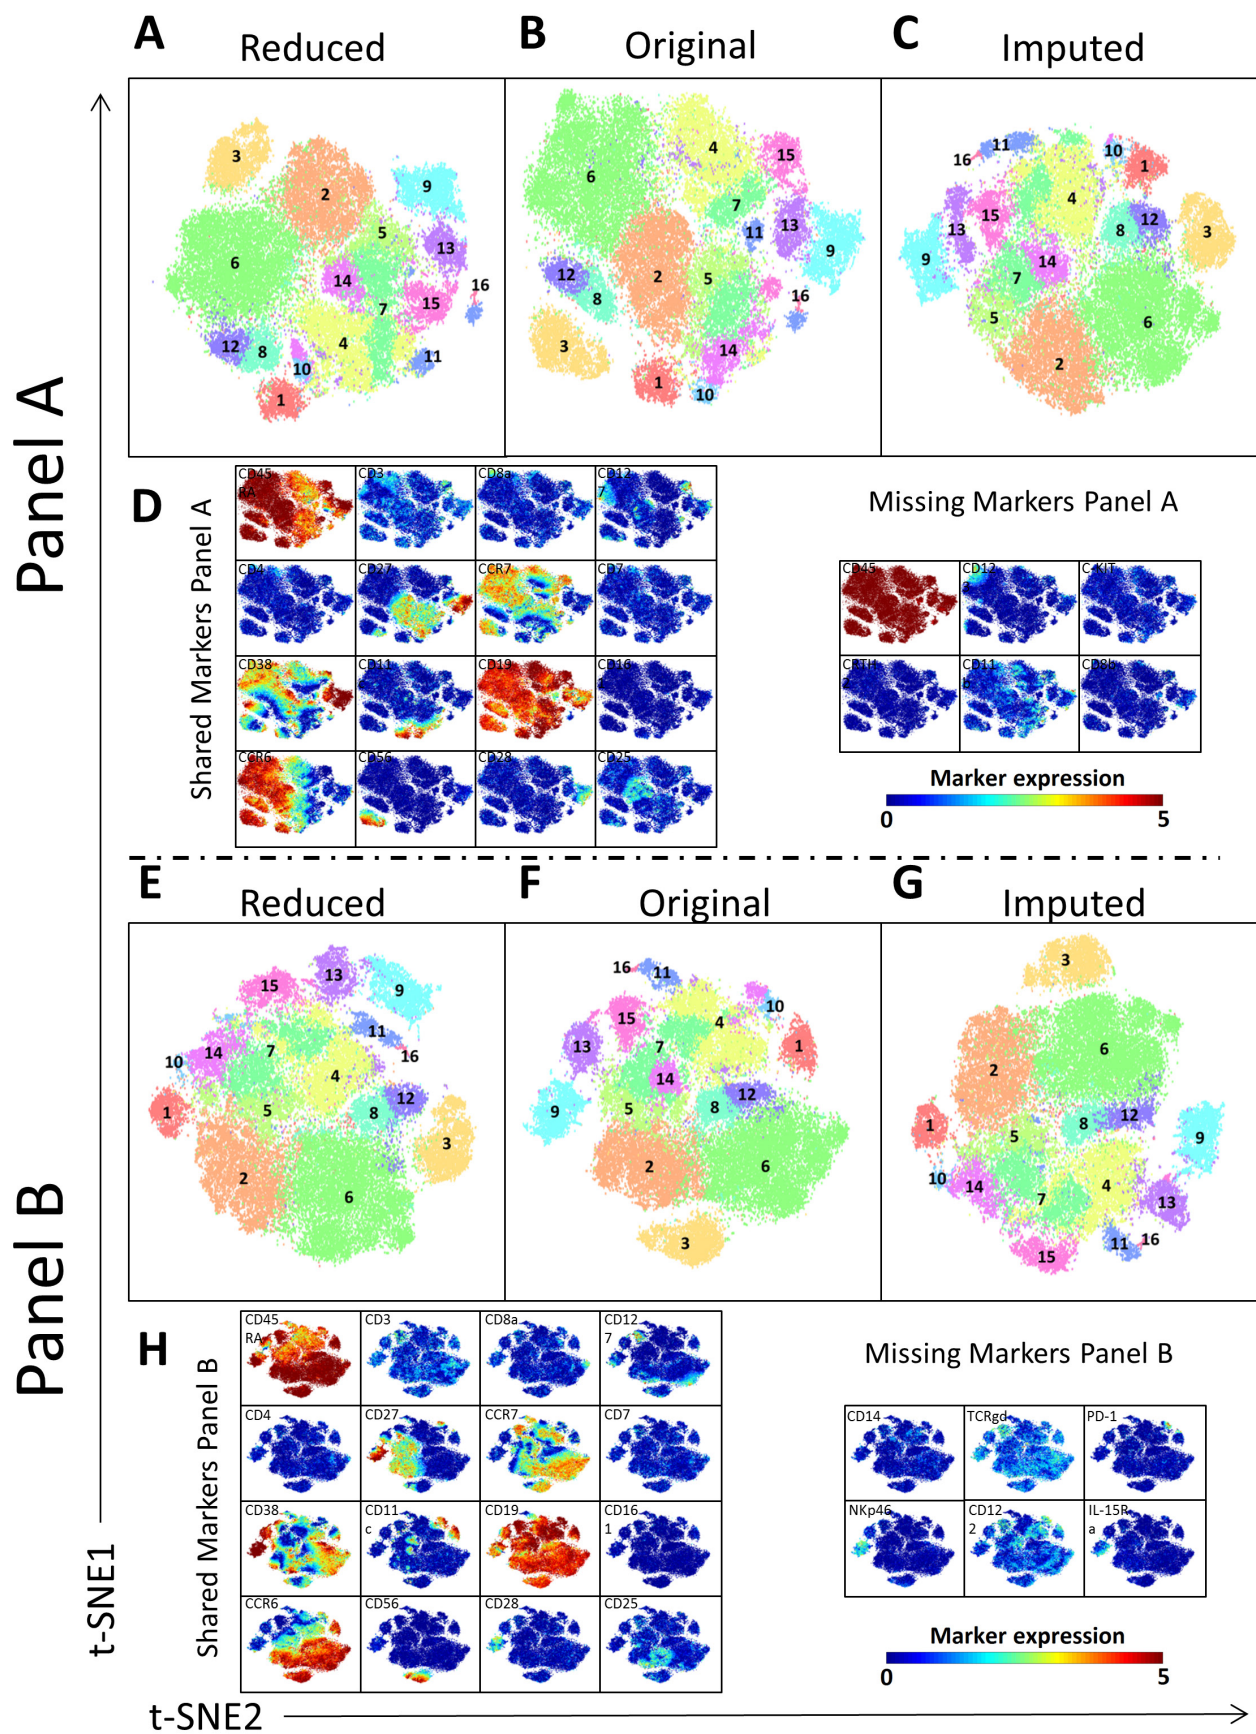 A
Reduced
B
Original
C
Imputed
3
2
9
5
13
6
14
16
15
7
12
8
4
11
10
1
4
15
6
7
13
11
9
12
2
5
8
16
3
14
1
10
11
10
16
1
4
15
12
13
8
3
9
14
7
5
6
2
Panel A
D
Shared Markers Panel A
CD45
RA
CD3
CD8a
CD12
7
CD4
CD27
CCR7
CD7
CD38
CD11
CD19
CD16
CCR6
CD56
CD28
CD25
Missing Markers Panel A
CD45
CD12
C-KIT
CRTH
CD11
CD8b
Marker expression
0
5
E
Reduced
F
Original
G
Imputed
13
15
9
11
7
14
16
10
4
12
1
5
8
3
2
6
16
11
10
15
4
13
7
1
14
12
9
5
8
2
6
3
3
6
2
12
1
8
5
9
10
14
4
7
13
16
11
15
Panel B
H
Shared Markers Panel B
CD45
RA
CD3
CD8a
CD12
7
CD4
CD27
CCR7
CD7
CD38
CD11
c
CD19
CD16
1
CCR6
CD56
CD28
CD25
Missing Markers Panel B
CD14
TCRgd
PD-1
NKp46
CD12
2
IL-15R
a
Marker expression
0
5
t-SNE1
t-SNE2